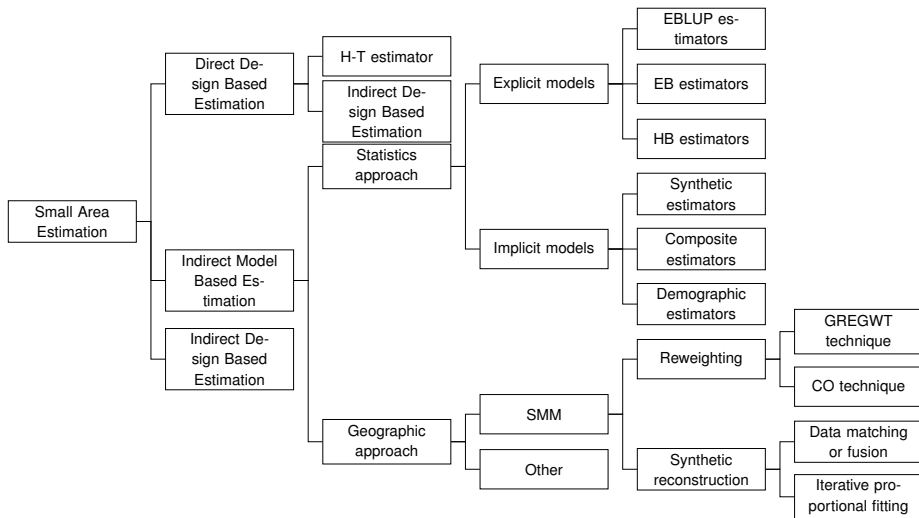 Small Area
Estimation
Direct De-
sign Based
Estimation
H-T estimator
Indirect De-
sign Based
Estimation
Indirect Model
Based Es-
timation
Statistics
approach
Explicit models
EBLUP es-
timators
EB estimators
HB estimators
Implicit models
Synthetic
estimators
Composite
estimators
Demographic
estimators
Geographic
approach
SMM
Reweighting
GREGWT
technique
CO technique
Synthetic
reconstruction
Data matching
or fusion
Iterative pro-
portional fitting
Other
Indirect De-
sign Based
Estimation